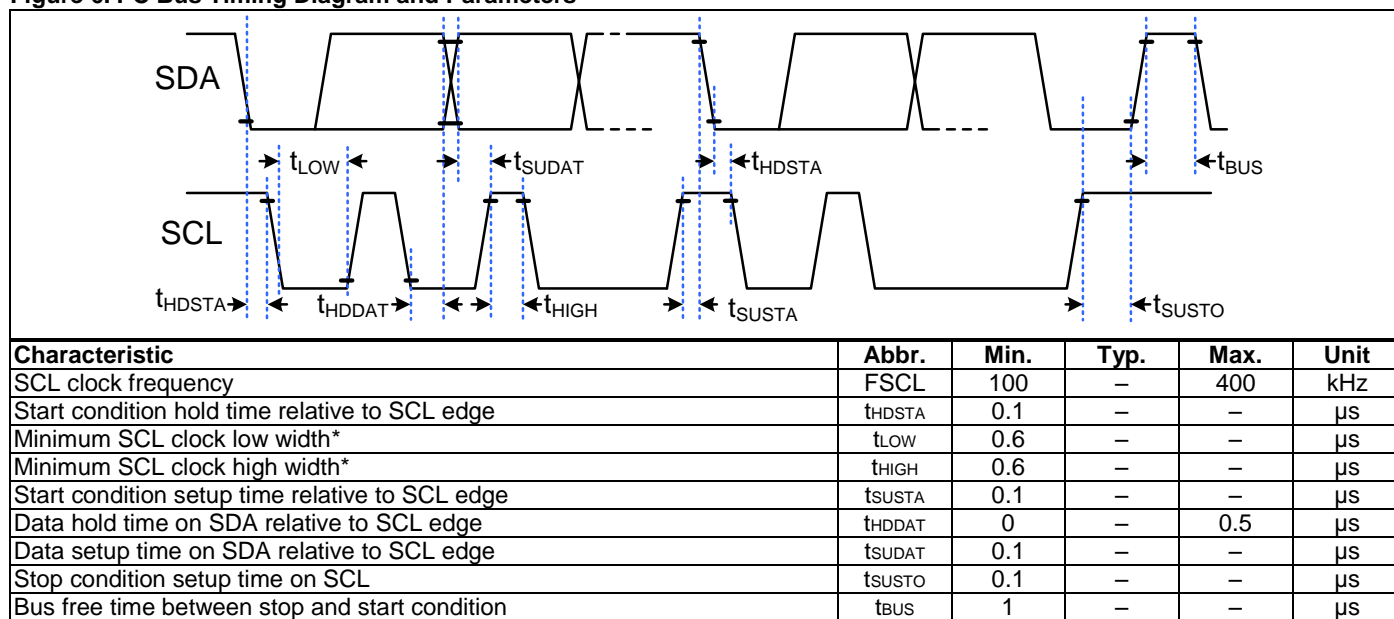 SDA
tLOW
tSUDAT
tHDSTA
tBUS
SCL
tHDSTA
tHDDAT
tHIGH
tSUSTA
tSUSTO
Characteristic Abbr. Min. Typ. Max. Unit
SCL clock frequency FSCL 100 – 400 kHz
Start condition hold time relative to SCL edge tHDSTA 0.1 – – µs
Minimum SCL clock low width* tLOW 0.6 – – µs
Minimum SCL clock high width* tHIGH 0.6 – – µs
Start condition setup time relative to SCL edge tSUSTA 0.1 – – µs
Data hold time on SDA relative to SCL edge tHDDAT 0 – 0.5 µs
Data setup time on SDA relative to SCL edge tSUDAT 0.1 – – µs
Stop condition setup time on SCL tSUSTO 0.1 – – µs
Bus free time between stop and start condition tBUS 1 – – µs